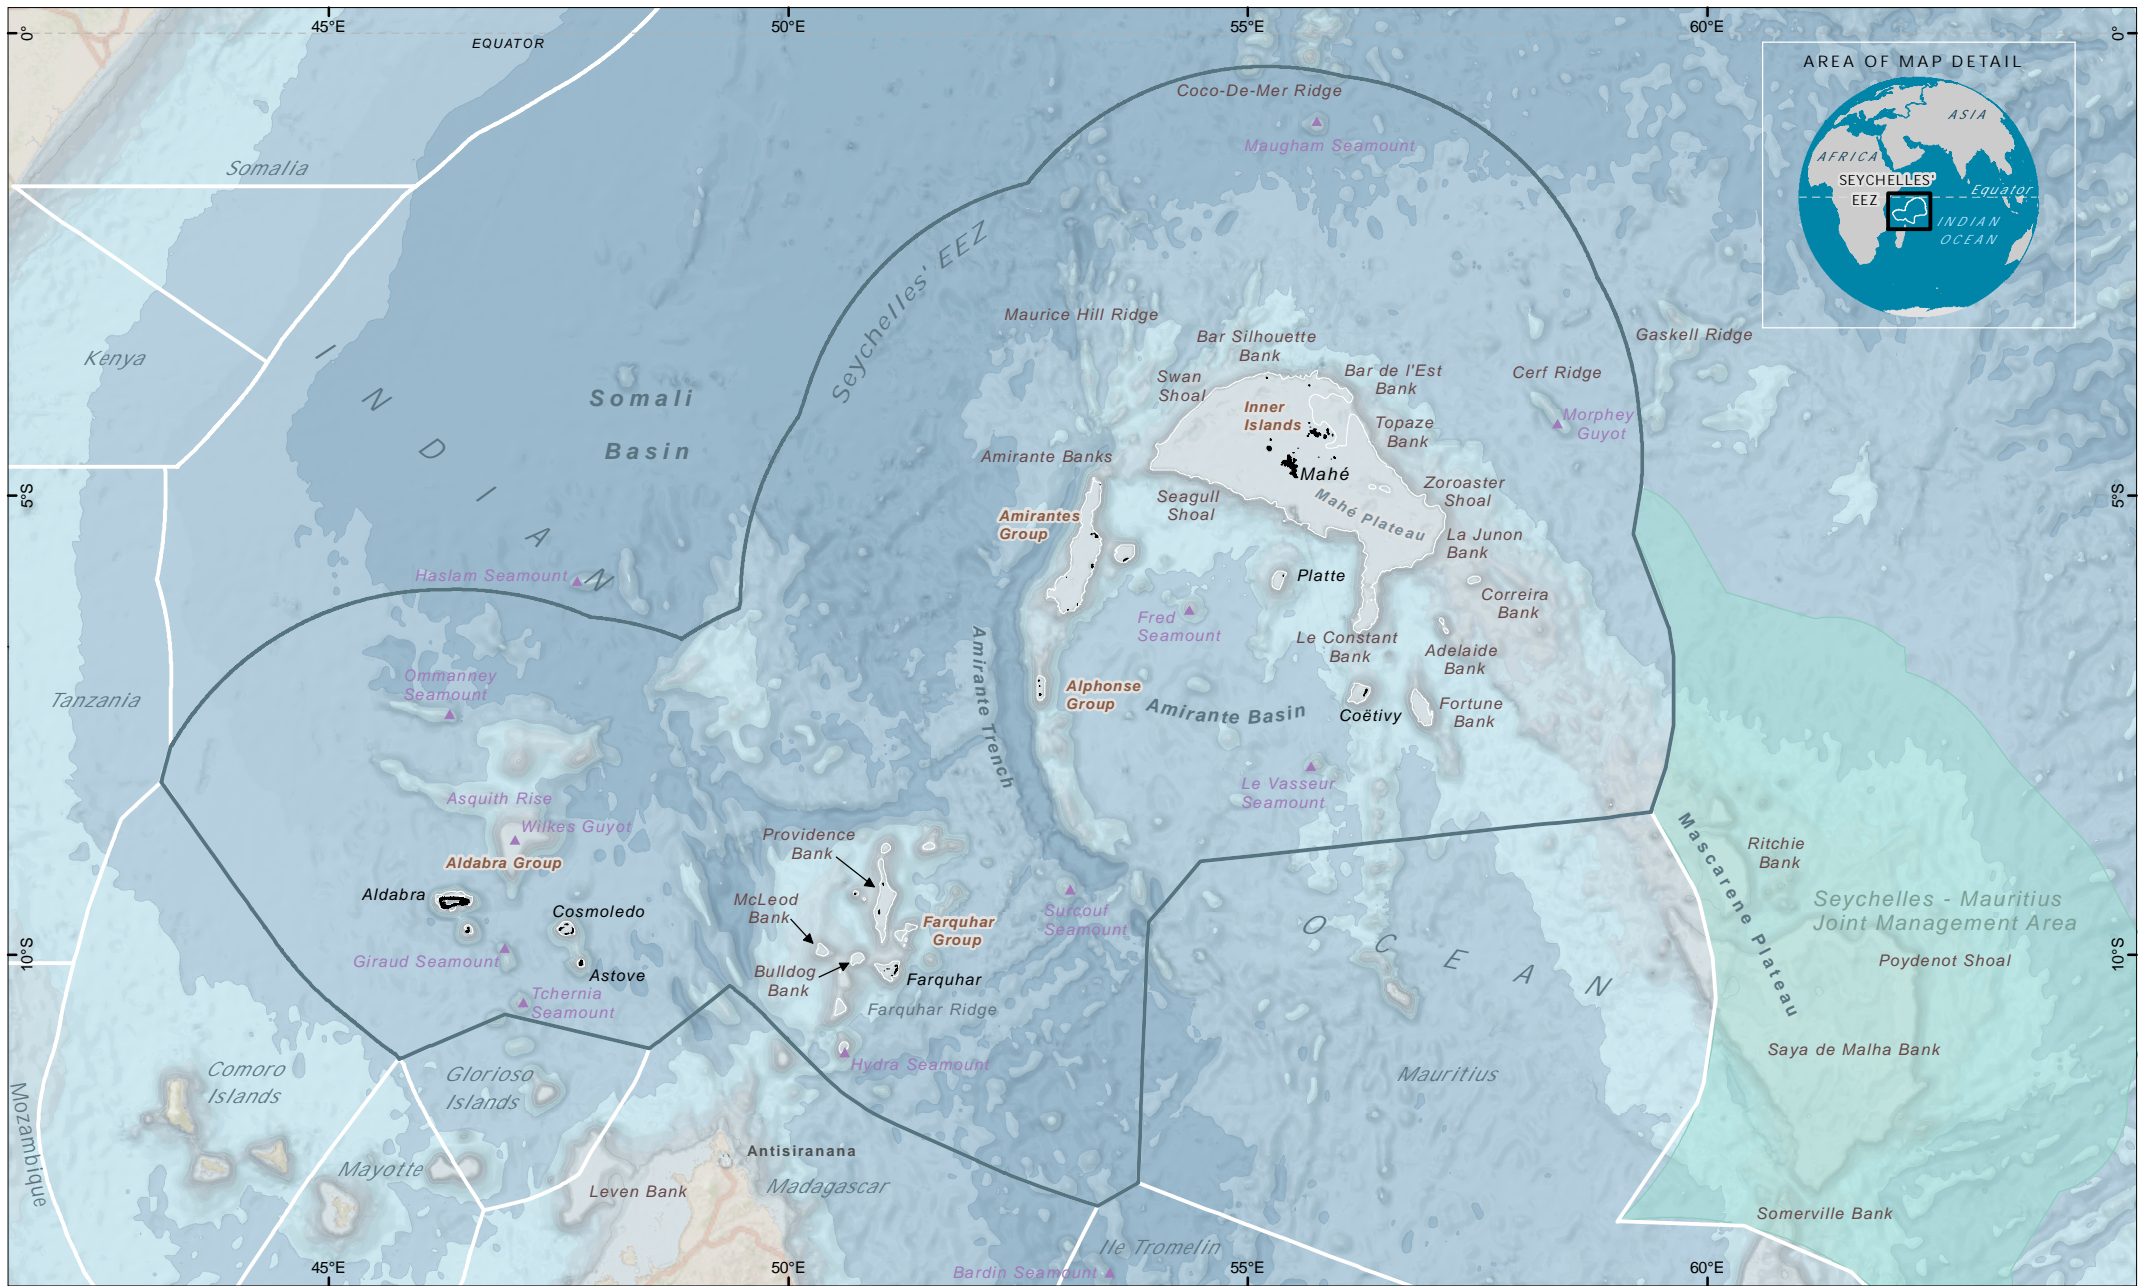 45°E
50°E
55°E
60°E
0°
0°
EQUATOR
AREA OF MAP DETAIL
ASIA
AFRICA
SEYCHELLES'
EEZ
Equator
INDIAN
OCEAN
Coco-De-Mer Ridge
Maugham Seamount
Somalia
Seychelles' EEZ
Kenya
Maurice Hill Ridge
Gaskell Ridge
Bar Silhouette
Bank
Swan
Shoal
Bar de l'Est
Bank
Cerf Ridge
Somali
Basin
INDIAN
Inner
Islands
Topaze
Bank
Morphey
Guyot
Amirante Banks
Mahé
Mahé Plateau
Seagull
Shoal
Zoroaster
Shoal
5°S
5°S
Amirantes
Group
La Junon
Bank
Haslam Seamount
Platte
Correira
Bank
Fred
Seamount
Le Constant
Bank
Adelaide
Bank
Tanzania
Ommanney
Seamount
Amirante Trench
Alphonse
Group
Amirante Basin
Coëtivy
Fortune
Bank
Le Vasseur
Seamount
Asquith Rise
Wilkes Guyot
Aldabra Group
Providence
Bank
Mascarene Plateau
Ritchie
Bank
Aldabra
Cosmoledo
McLeod
Bank
Farquhar
Group
Surcouf
Seamount
OCEAN
Seychelles - Mauritius
Joint Management Area
10°S
10°S
Giraud Seamount
Astove
Bulldog
Bank
Farquhar
Poydenot Shoal
Tchernia
Seamount
Farquhar Ridge
Hydra Seamount
Saya de Malha Bank
Comoro
Islands
Glorioso
Islands
Mauritius
Mozambique
Mayotte
Antisiranana
Leven Bank
Madagascar
Somerville Bank
Ile Tromelin
Bardin Seamount
45°E
50°E
55°E
60°E